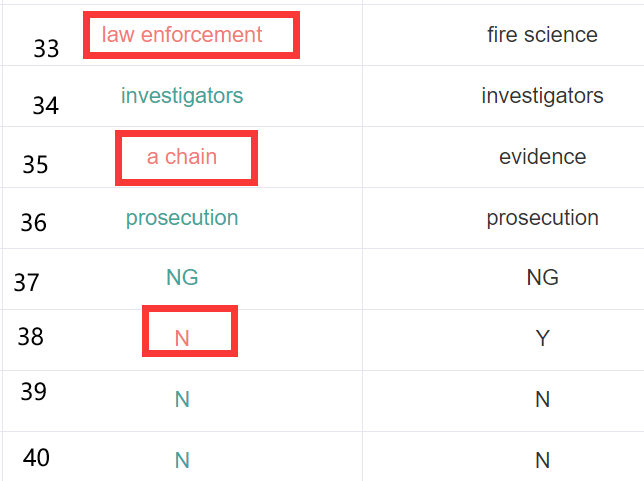 33 law enforcement fire science
34 investigators investigators
35 a chain evidence
36 prosecution prosecution
37 NG NG
38 N Y
39 N N
40 N N